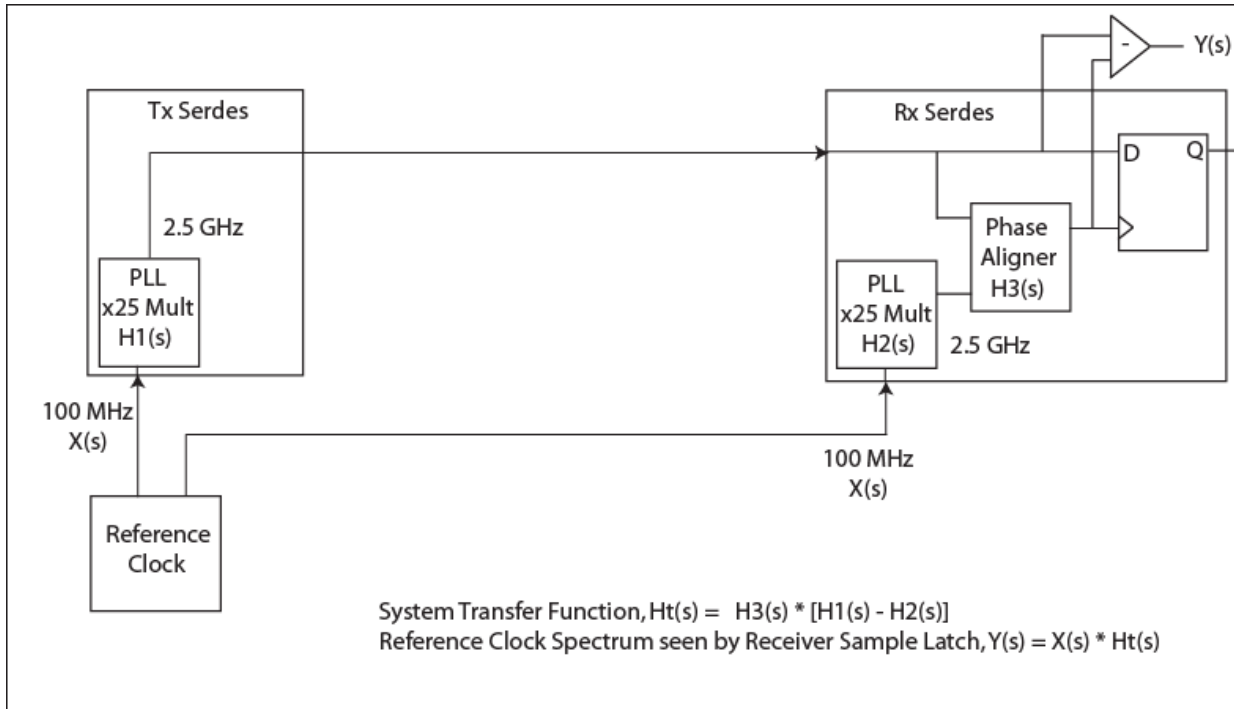 Y(s)
-
Tx Serdes
Rx Serdes
D
Q
2.5 GHz
Phase
Aligner
H3(s)
PLL
x25 Mult
H1(s)
PLL
x25 Mult
H2(s)
2.5 GHz
100 MHz
X(s)
100 MHz
X(s)
Reference
Clock
System Transfer Function, Ht(s) = H3(s) * [H1(s) - H2(s)]
Reference Clock Spectrum seen by Receiver Sample Latch, Y(s) = X(s) * Ht(s)